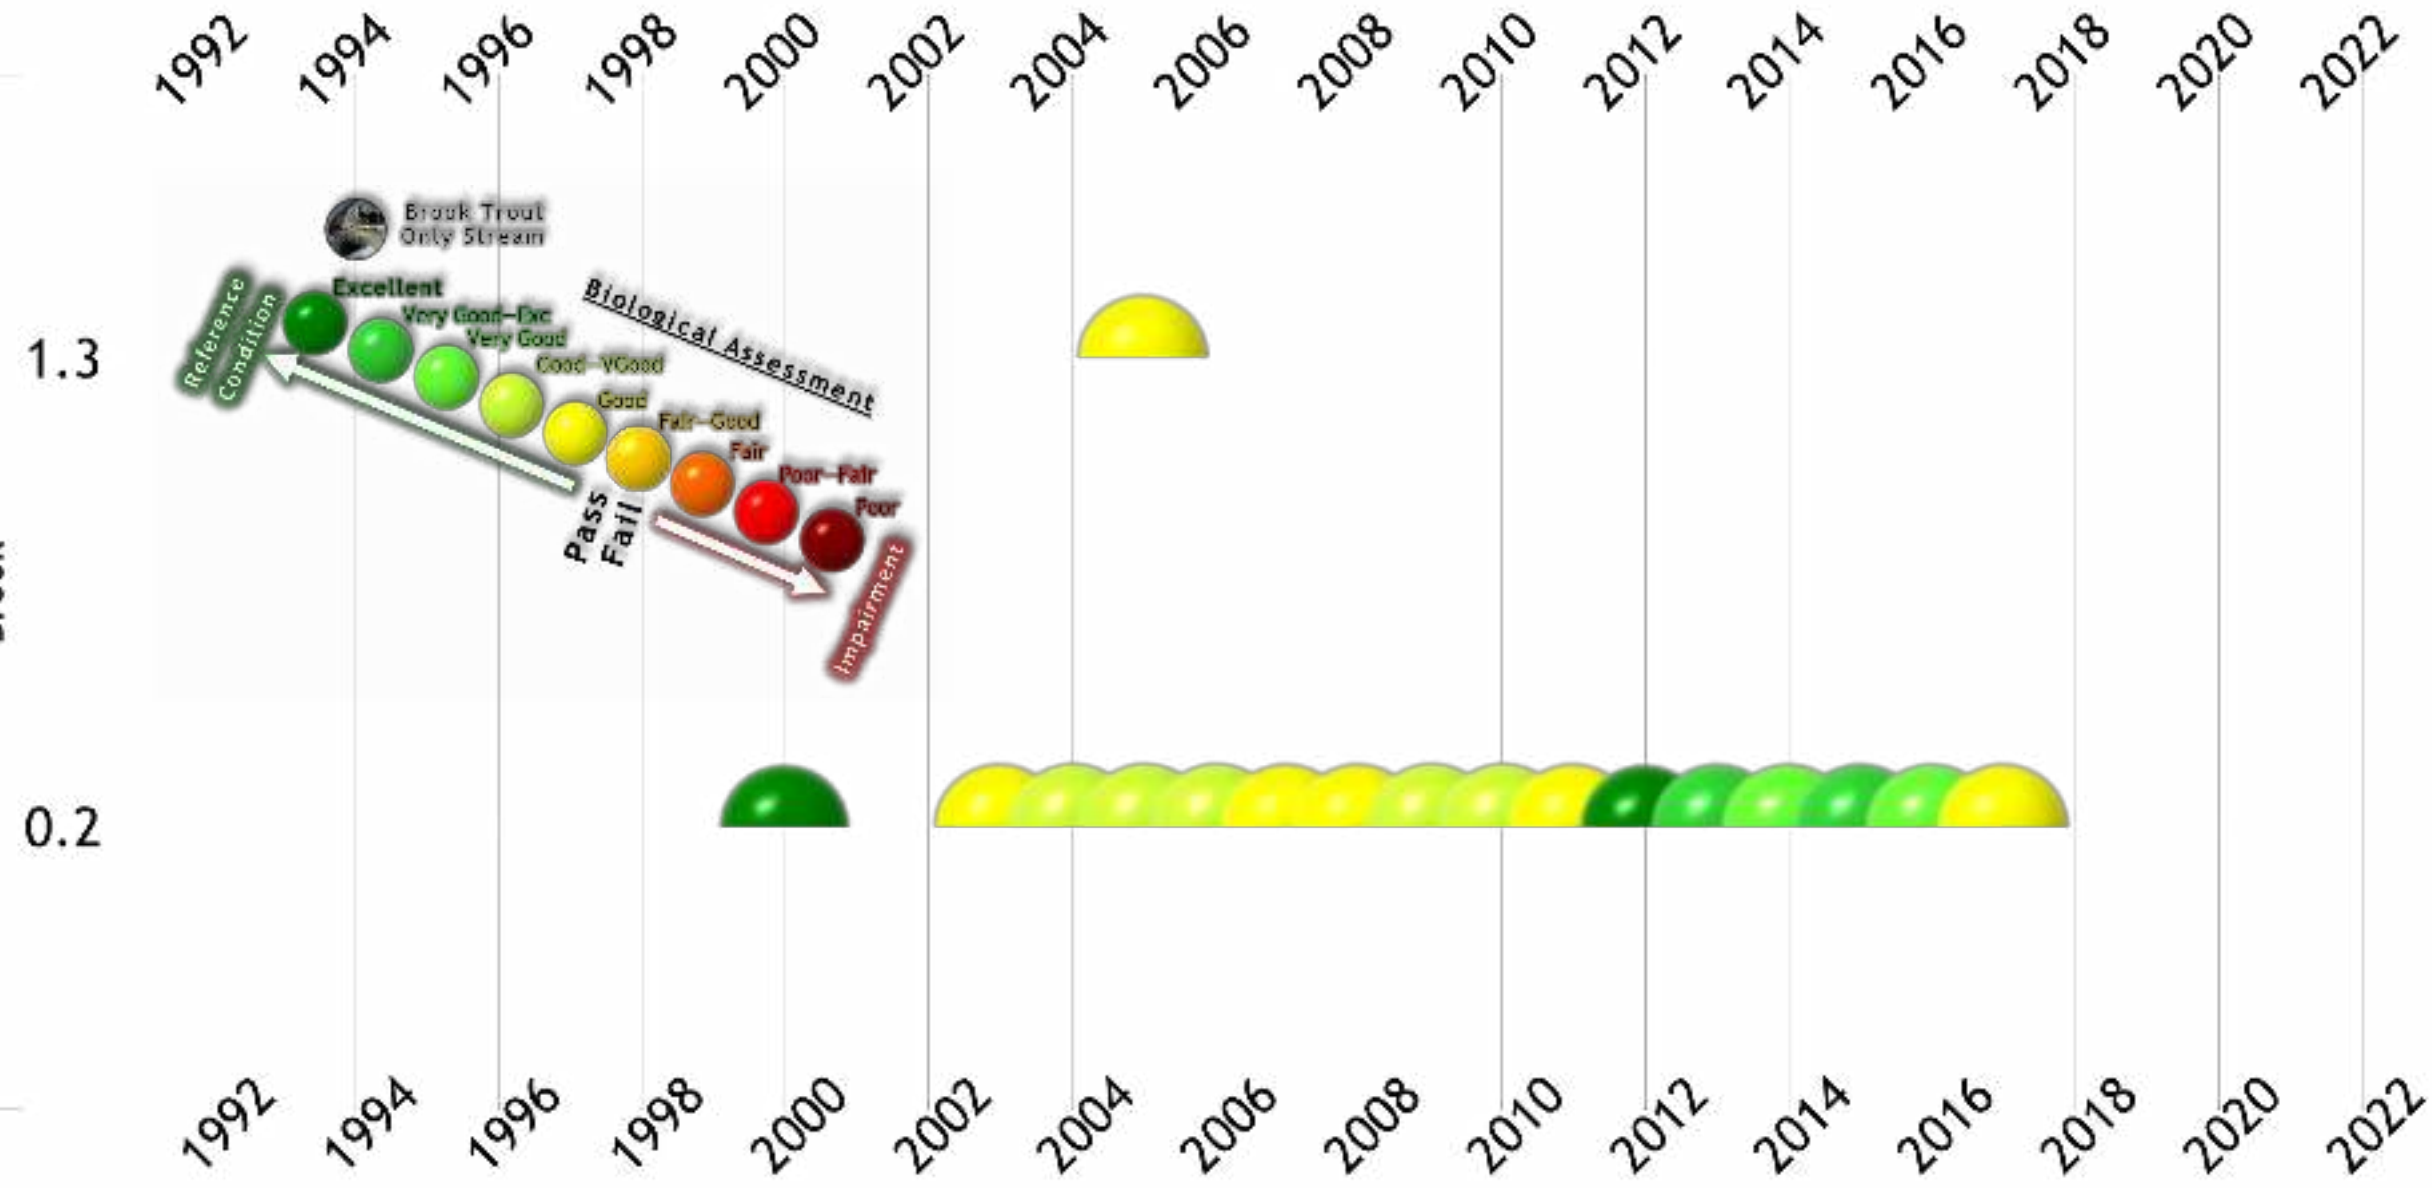 1992 1994 1996 1998 2000 2002 2004 2006 2008 2010 2012 2014 2016 2018 2020 2022
Brook Trout
Only Stream
Reference
Condition
Excellent
Very Good-Exc
Very Good
Good-VGood
Good
Fair-Good
Fair
Poor-Fair
Poor
Biological Assessment
Pass
Fail
Impairment
1.3
0.2
1992 1994 1996 1998 2000 2002 2004 2006 2008 2010 2012 2014 2016 2018 2020 2022